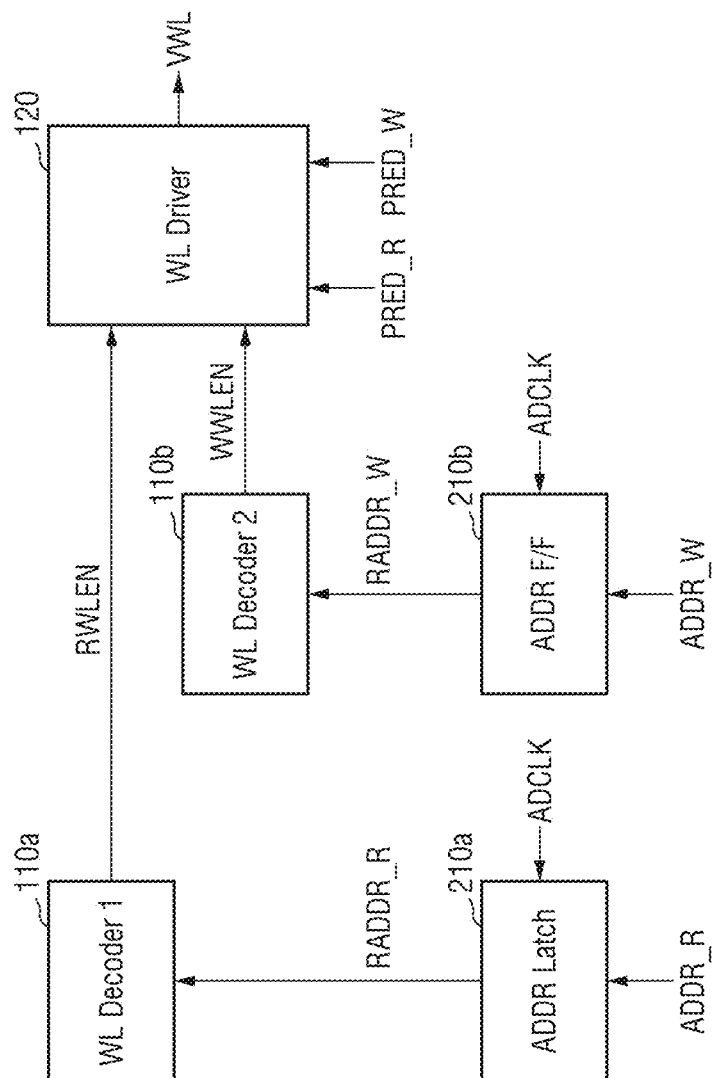 110a
120
RWLEN
WL Decoder 1
110b
WL Driver
VWL
WWLEN
WL Decoder 2
RADDR_R
RADDR_W
PRED_R
PRED_W
210a
210b
ADDR Latch
ADCLK
ADDR F/F
ADCLK
ADDR_R
ADDR_W